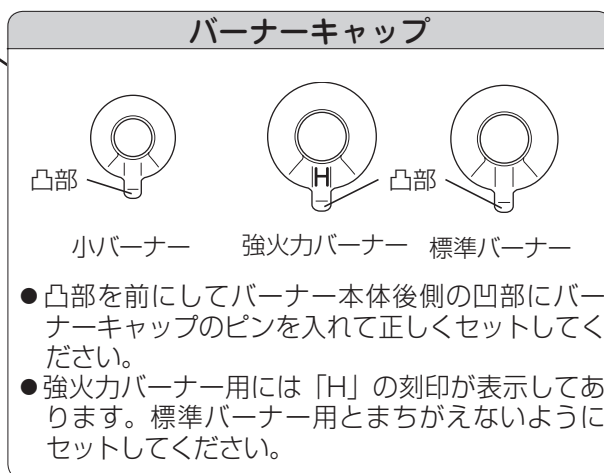 バーナーキャップ
凸部
H
凸部
小バーナー 強火力バーナー 標準バーナー
●凸部を前にしてバーナー本体後側の凹部にバー
ナーキャップのピンを入れて正しくセットしてく
ださい。
●強火力バーナー用には「H」の刻印が表示してあ
ります。標準バーナー用とまちがえないように
セットしてください。